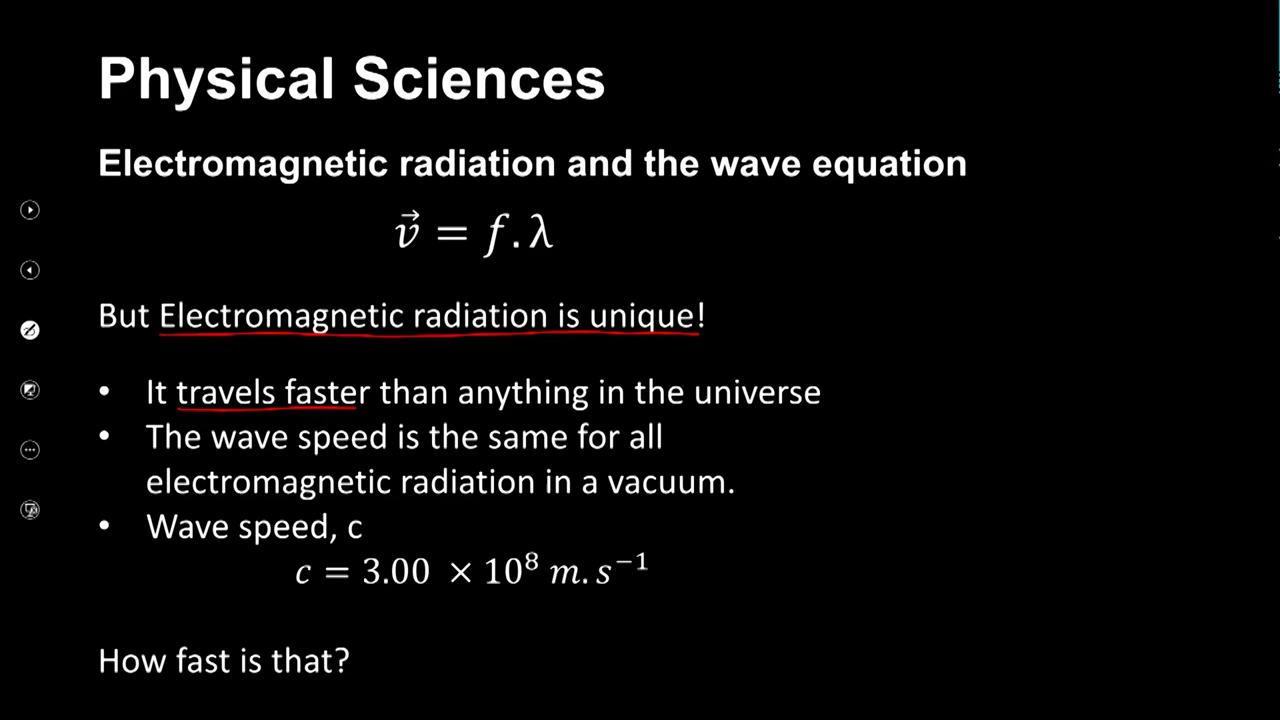 Physical Sciences
Electromagnetic radiation and the wave equation
v⃗ = f.λ
But Electromagnetic radiation is unique!
• It travels faster than anything in the universe
• The wave speed is the same for all
electromagnetic radiation in a vacuum.
• Wave speed, c
c = 3.00 × 10⁸ m.s⁻¹
How fast is that?